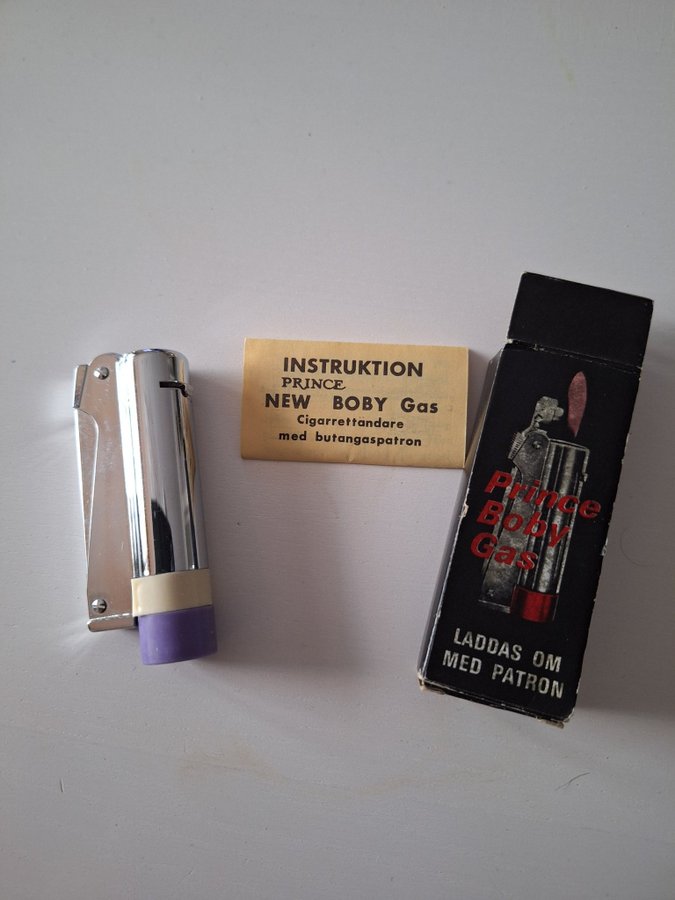 INSTRUKTION
PRINCE
NEW BOBY Gas
Cigarrettandare
med butangaspatron
Prince
Boby
Gas
LADDAS OM
MED PATRON